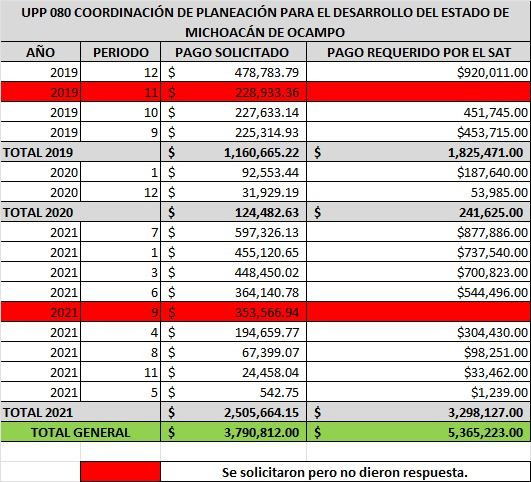 UPP 080 COORDINACIÓN DE PLANEACIÓN PARA EL DESARROLLO DEL ESTADO DE
MICHOACÁN DE OCAMPO
AÑO PERIODO PAGO SOLICITADO PAGO REQUERIDO POR EL SAT
2019 12 $ 478,783.79 $920,011.00
2019 11 $ 228,933.36
2019 10 $ 227,633.14 451,745.00
2019 9 $ 225,314.93 $453,715.00
TOTAL 2019 $ 1,160,665.22 $ 1,825,471.00
2020 1 $ 92,553.44 $187,640.00
2020 12 $ 31,929.19 53,985.00
TOTAL 2020 $ 124,482.63 $ 241,625.00
2021 7 $ 597,326.13 $877,886.00
2021 1 $ 455,120.65 $737,540.00
2021 3 $ 448,450.02 $700,823.00
2021 6 $ 364,140.78 $544,496.00
2021 9 $ 353,566.94
2021 4 $ 194,659.77 $304,430.00
2021 8 $ 67,399.07 $98,251.00
2021 11 $ 24,458.04 $33,462.00
2021 5 $ 542.75 $1,239.00
TOTAL 2021 $ 2,505,664.15 $ 3,298,127.00
TOTAL GENERAL $ 3,790,812.00 $ 5,365,223.00
Se solicitaron pero no dieron respuesta.